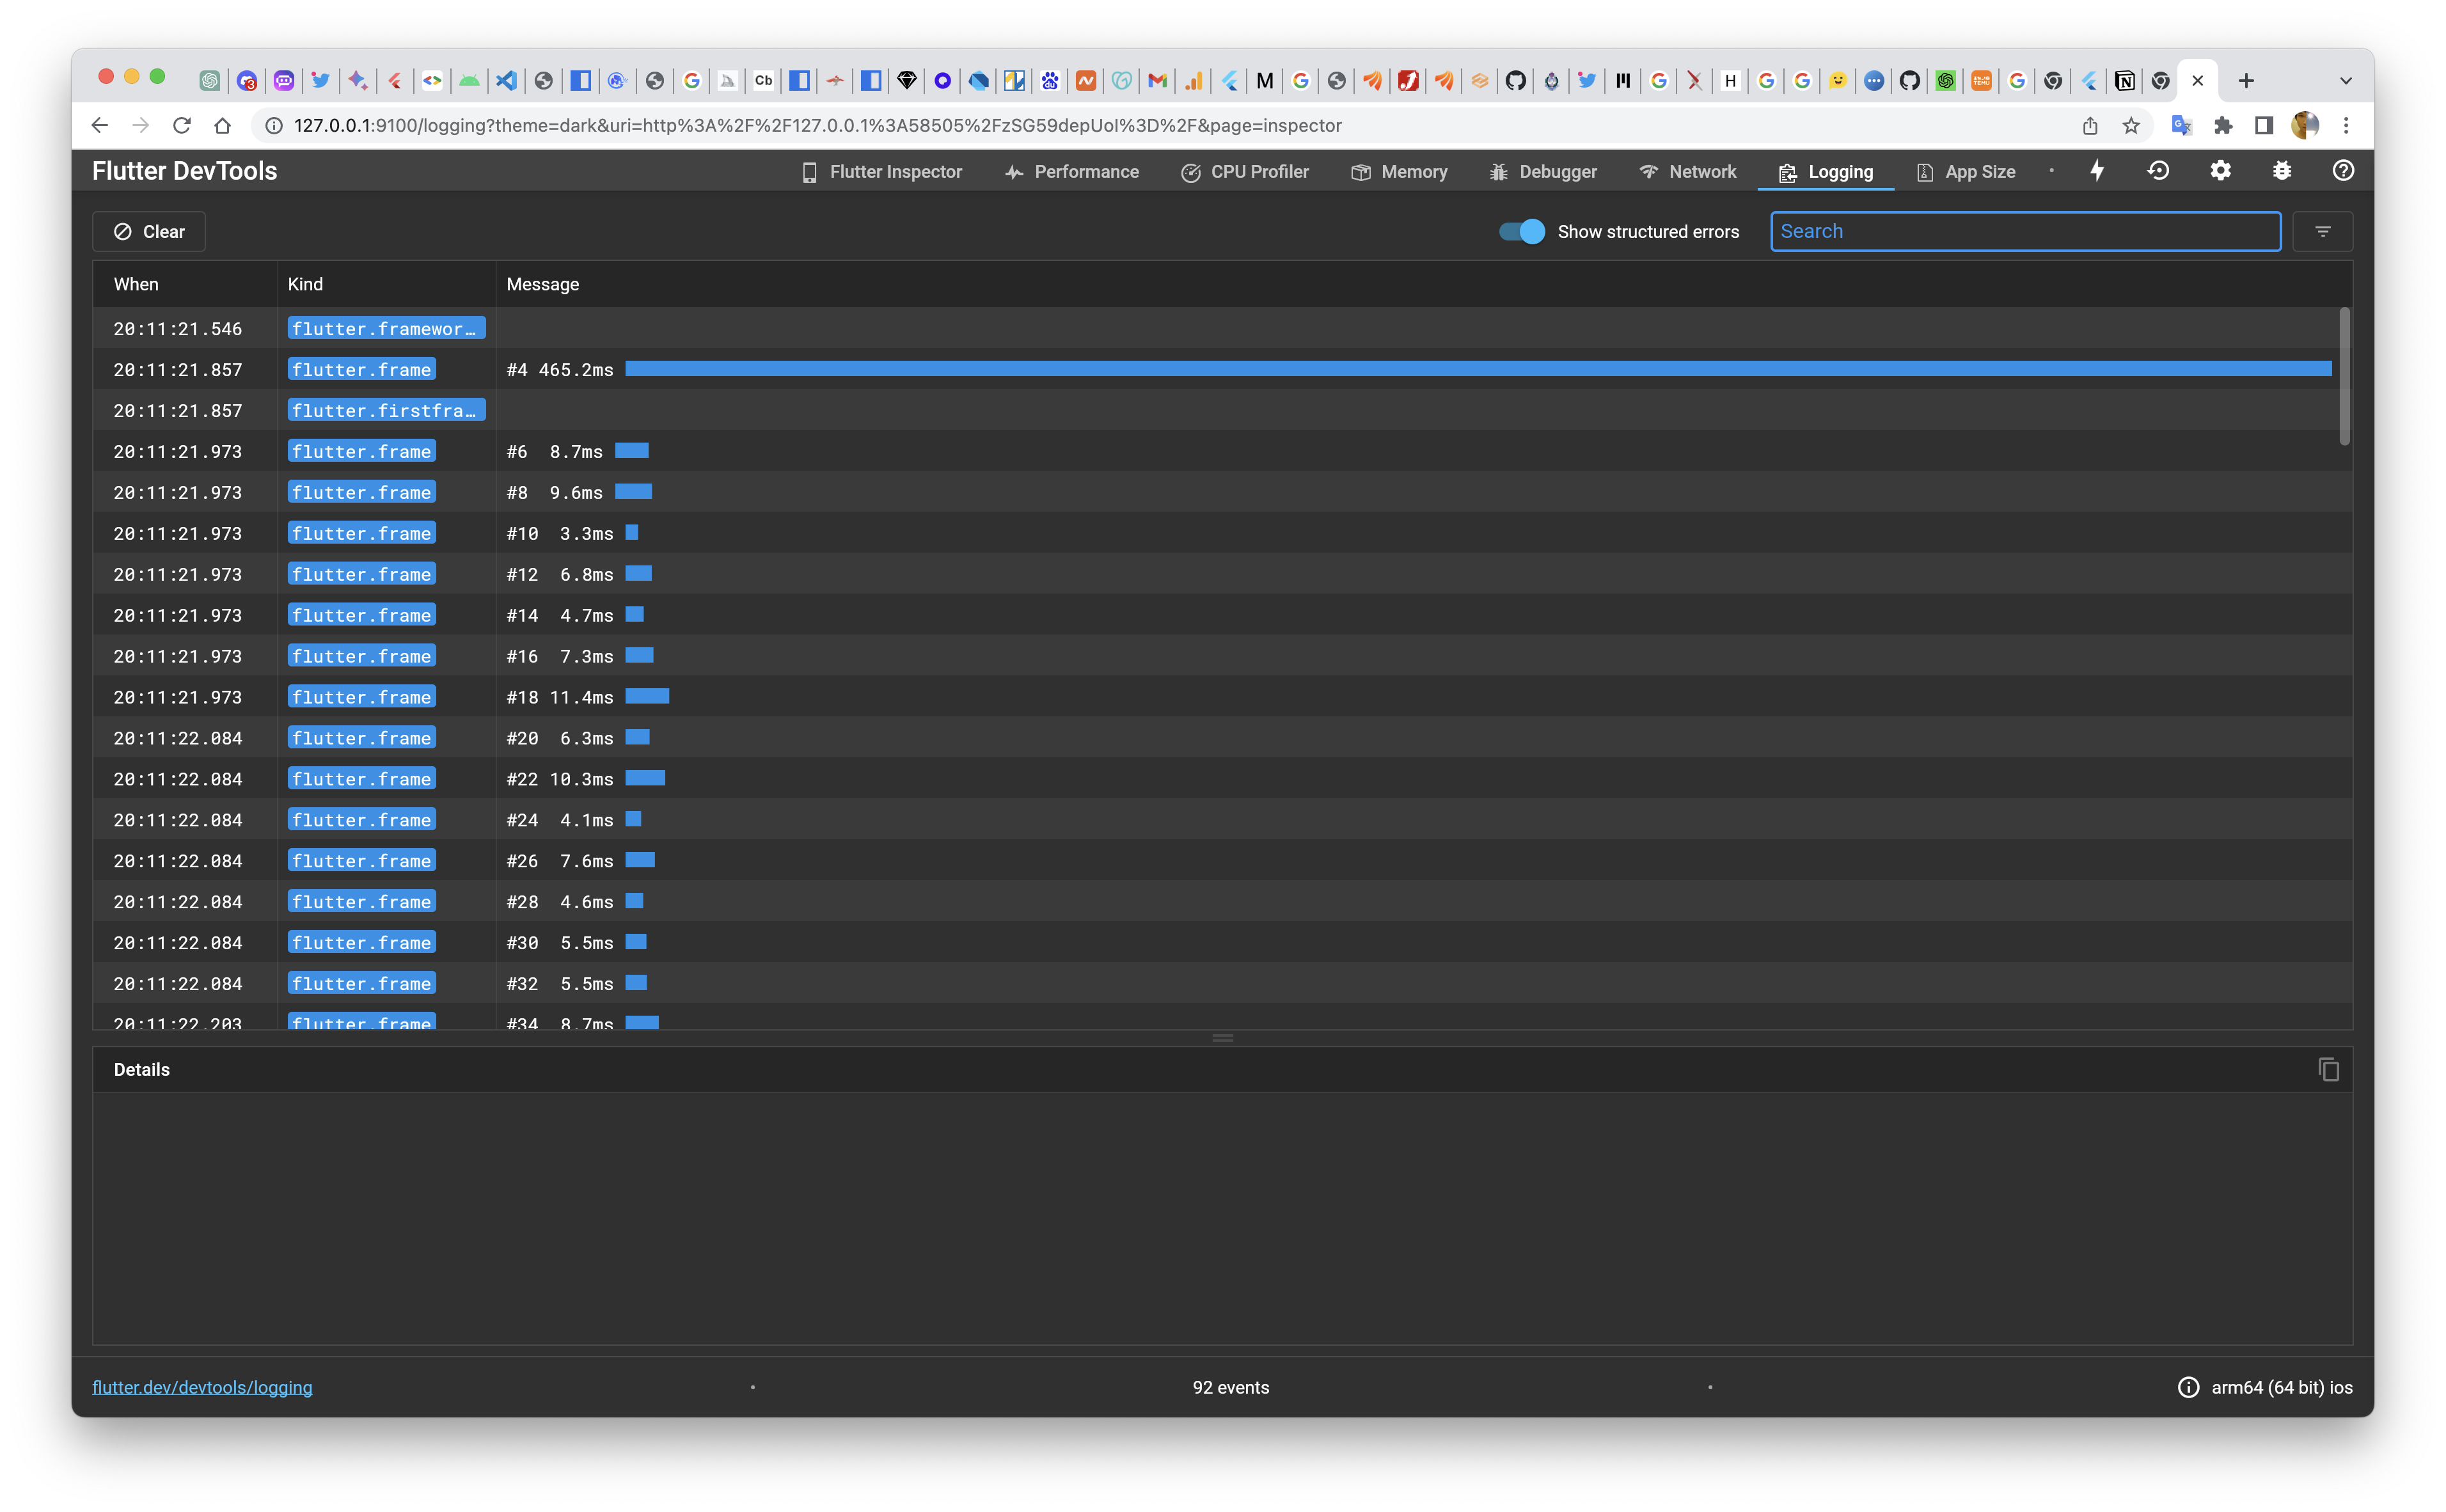 127.0.0.1:9100/logging?theme=dark&uri=http%3A%2F%2F127.0.0.1%3A58505%2FzSG59depUoI%3D%2F&page=inspector
Flutter DevTools
Flutter Inspector
Performance
CPU Profiler
Memory
Debugger
Network
Logging
App Size
Clear
Show structured errors
Search
When Kind Message
20:11:21.546 flutter.framewor…
20:11:21.857 flutter.frame #4 465.2ms
20:11:21.857 flutter.firstfra…
20:11:21.973 flutter.frame #6 8.7ms
20:11:21.973 flutter.frame #8 9.6ms
20:11:21.973 flutter.frame #10 3.3ms
20:11:21.973 flutter.frame #12 6.8ms
20:11:21.973 flutter.frame #14 4.7ms
20:11:21.973 flutter.frame #16 7.3ms
20:11:21.973 flutter.frame #18 11.4ms
20:11:22.084 flutter.frame #20 6.3ms
20:11:22.084 flutter.frame #22 10.3ms
20:11:22.084 flutter.frame #24 4.1ms
20:11:22.084 flutter.frame #26 7.6ms
20:11:22.084 flutter.frame #28 4.6ms
20:11:22.084 flutter.frame #30 5.5ms
20:11:22.084 flutter.frame #32 5.5ms
20:11:22.203 flutter.frame #34 8.7ms
Details
flutter.dev/devtools/logging
92 events
arm64 (64 bit) ios